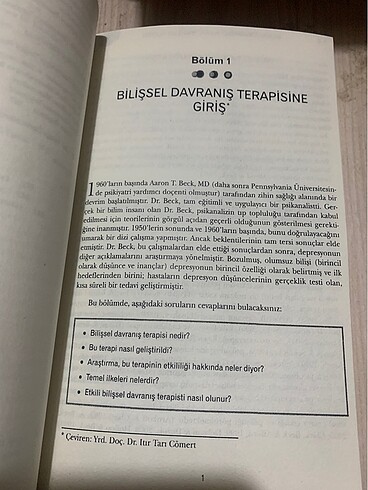 Bölüm 1
BİLİŞSEL DAVRANIŞ TERAPİSİNE
GİRİŞ*
1960'ların başında Aaron T. Beck, MD (daha sonra Pennsylvania Üniversitesin-
de psikiyatri yardımcı doçenti olmuştur) tarafından zihin sağlığı alanında bir
devrim başlatılmıştır. Dr. Beck, tam eğitimli ve uygulayıcı bir psikanalistti. Ger-
çek bir bilim insanı olan Dr. Beck, psikanalizin tıp topluluğu tarafından kabul
edilmesi için teorilerinin görgül açıdan geçerli olduğunun gösterilmesi gerekti-
ğine inanmıştır. 1950'lerin sonunda ve 1960'ların başında, bunu doğrulayacağını
umarak bir dizi çalışma yapmıştır. Ancak beklentilerinin tam tersi sonuçlar elde
etmiştir. Dr. Beck, bu çalışmalardan elde ettiği sonuçlardan sonra, depresyonun
diğer açıklamalarını araştırmaya yönelmiştir. Bozulmuş, olumsuz bilişi (birincil
olarak düşünce ve inançlar) depresyonun birincil özelliği olarak belirtmiş ve ilk
hedeflerinden birini; hastaların depresyon düşüncelerinin gerçeklik testi olan,
kısa süreli bir tedavi geliştirmiştir.
Bu bölümde, aşağıdaki soruların cevaplarını bulacaksınız:
• Bilişsel davranış terapisi nedir?
• Bu terapi nasıl geliştirildi?
• Araştırma, bu terapinin etkililiği hakkında neler diyor?
• Temel ilkeleri nelerdir?
• Etkili bilişsel davranış terapisti nasıl olunur?
* Çeviren: Yrd. Doç. Dr. Itır Tarı Cömert
1